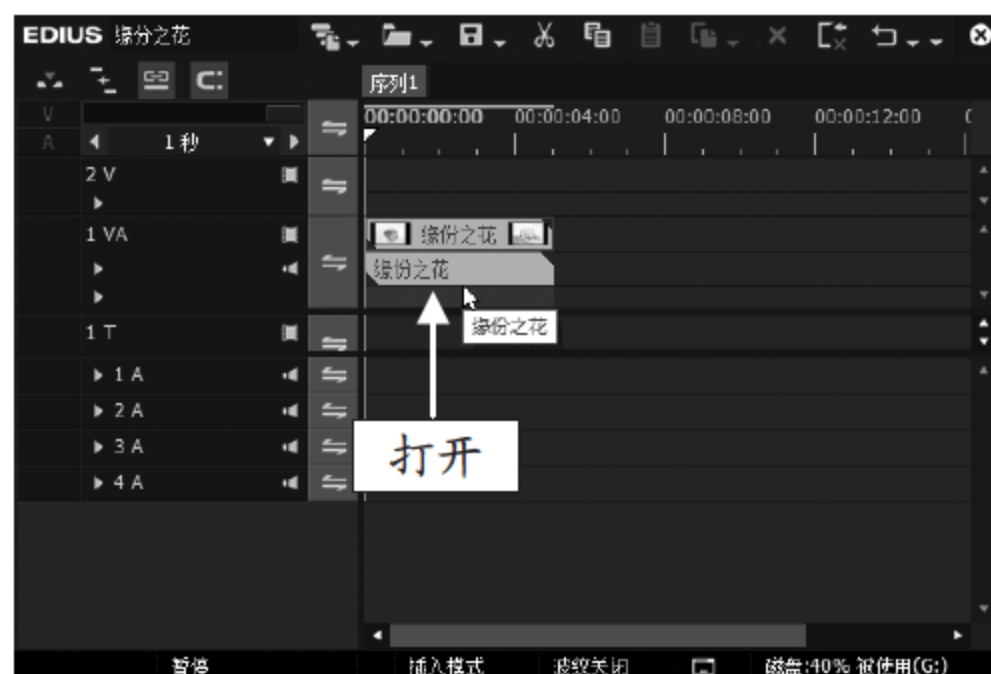 EDIUS 缘分之花
序列1
V
00:00:00:00 00:00:04:00 00:00:08:00 00:00:12:00
A 1秒
2 V
1 VA
缘份之花
缘份之花
缘份之花
1 T
1 A
2 A
3 A
4 A
打开
暂停 插入模式 波纹关闭 磁盘:40% 被使用(G:)